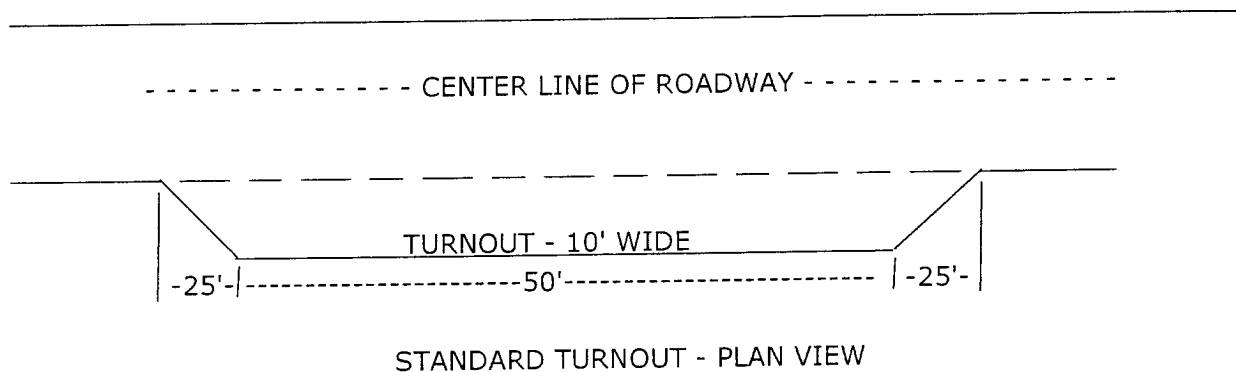 - - - - - - - - - - - - - CENTER LINE OF ROADWAY - - - - - - - - - - - - - - -
TURNOUT - 10' WIDE
-25'-|-----------------------50'-------------------------- | -25'-
STANDARD TURNOUT - PLAN VIEW